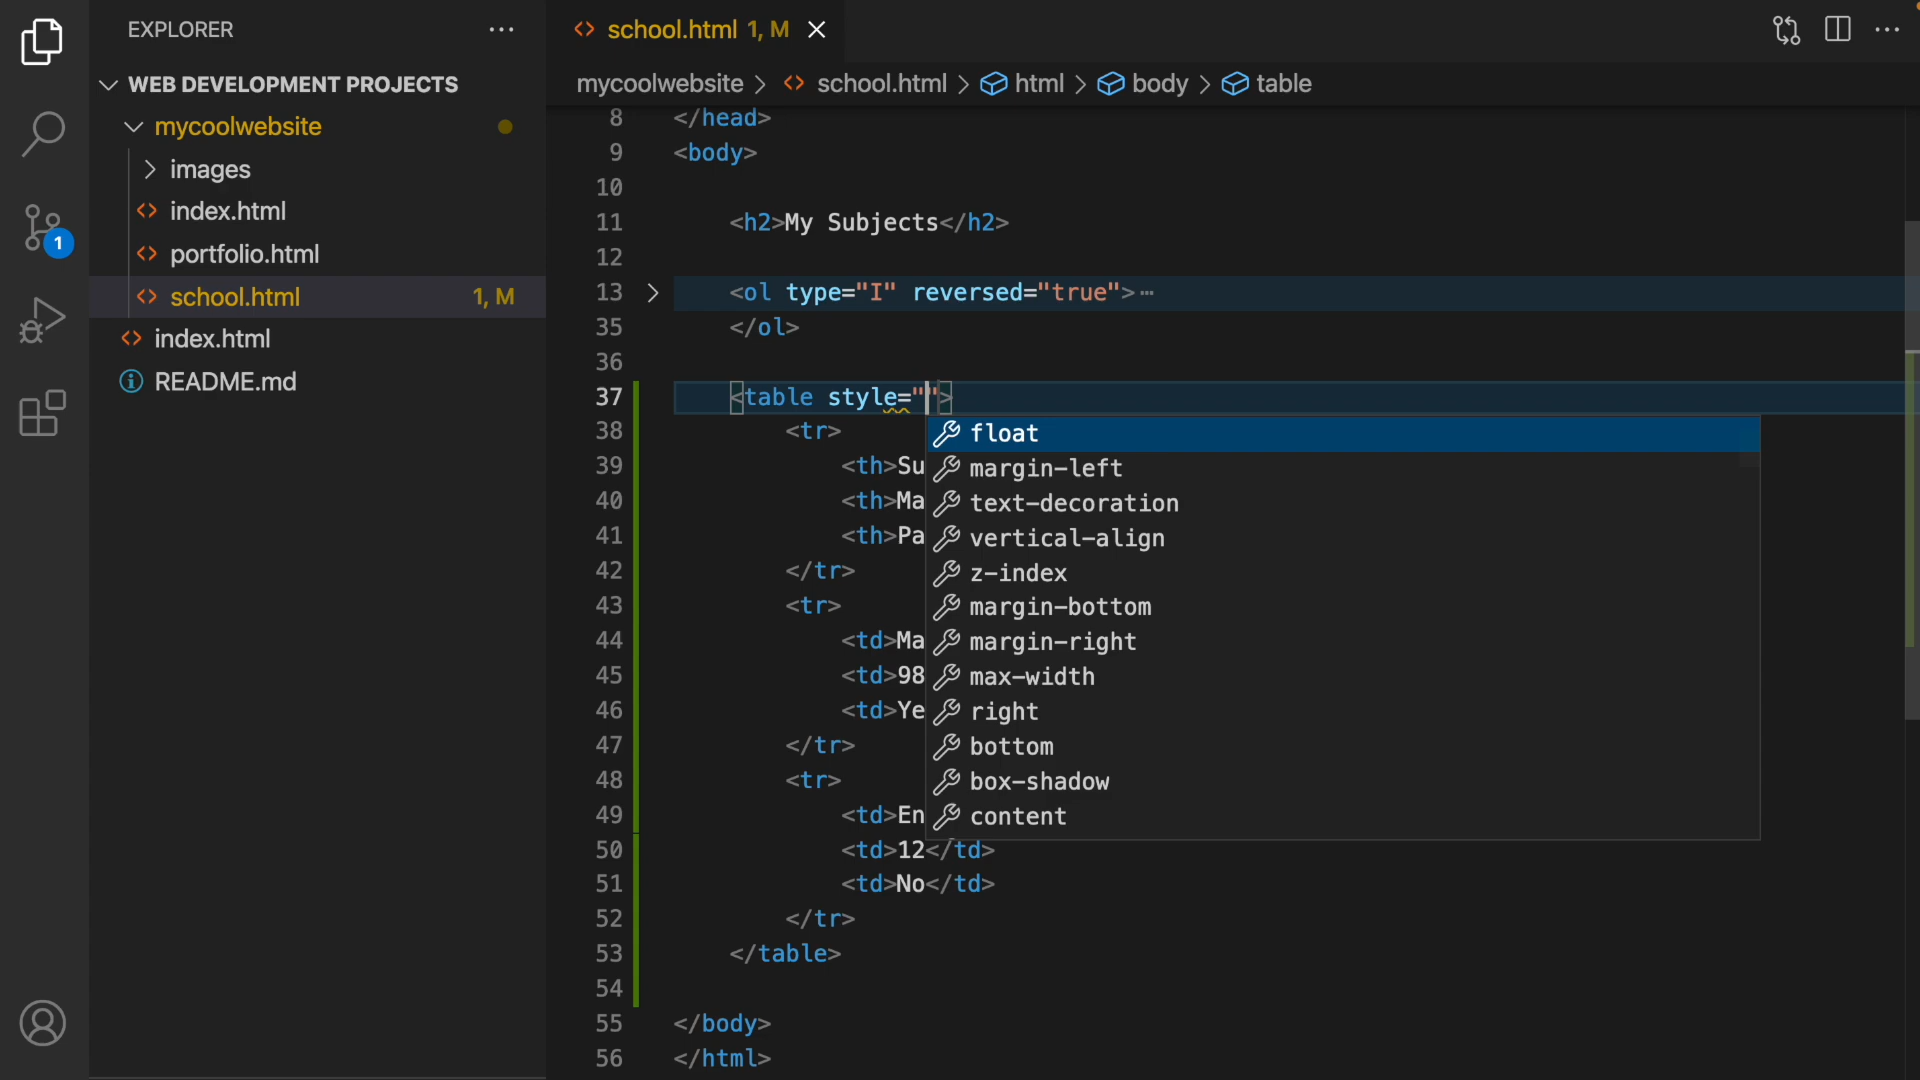 EXPLORER
WEB DEVELOPMENT PROJECTS
mycoolwebsite
images
index.html
portfolio.html
school.html 1, M
index.html
README.md
1
school.html 1, M
mycoolwebsite > school.html > html > body > table
8 </head>
9 <body>
10
11 <h2>My Subjects</h2>
12
13 <ol type="I" reversed="true">
35 </ol>
36
37 <table style="">
38 <tr>
39 <th>Su
40 <th>Ma
41 <th>Pa
42 </tr>
43 <tr>
44 <td>Ma
45 <td>98
46 <td>Ye
47 </tr>
48 <tr>
49 <td>En
50 <td>12</td>
51 <td>No</td>
52 </tr>
53 </table>
54
55 </body>
56 </html>
float
margin-left
text-decoration
vertical-align
z-index
margin-bottom
margin-right
max-width
right
bottom
box-shadow
content